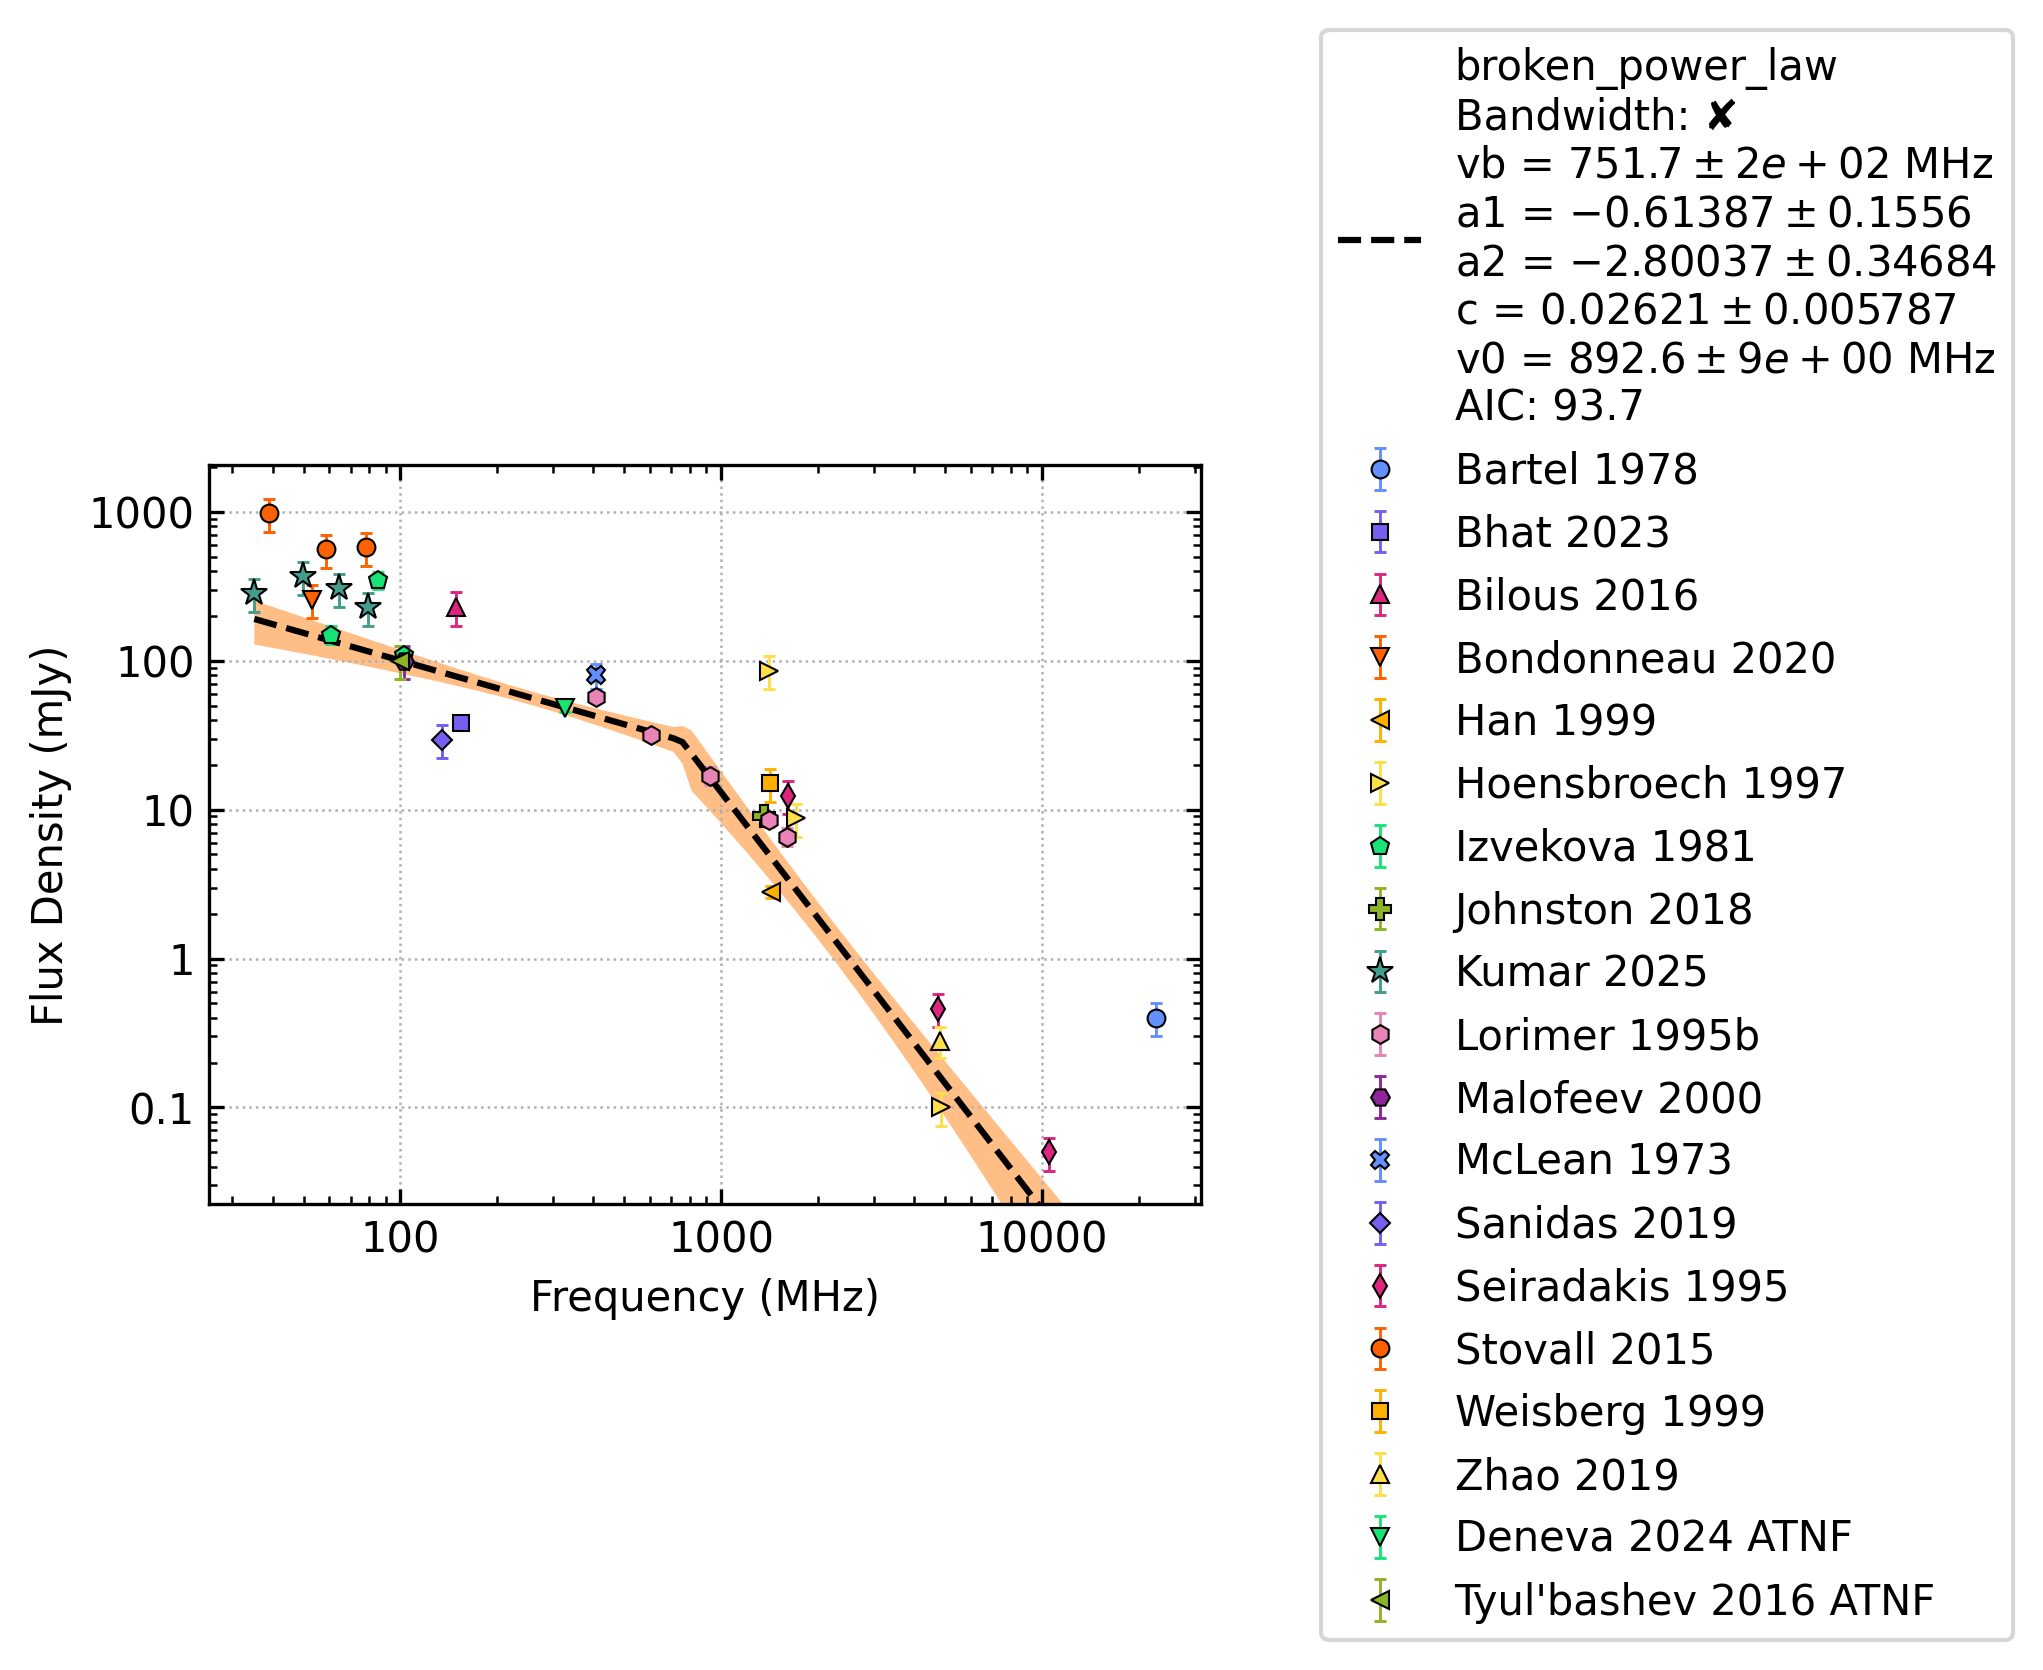 broken_power_law
Bandwidth: ✘
vb = 751.7 ± 2e + 02 MHz
a1 = −0.61387 ± 0.1556
a2 = −2.80037 ± 0.34684
c = 0.02621 ± 0.005787
v0 = 892.6 ± 9e + 00 MHz
AIC: 93.7
Bartel 1978
Bhat 2023
Bilous 2016
Bondonneau 2020
Han 1999
Hoensbroech 1997
Izvekova 1981
Johnston 2018
Kumar 2025
Lorimer 1995b
Malofeev 2000
McLean 1973
Sanidas 2019
Seiradakis 1995
Stovall 2015
Weisberg 1999
Zhao 2019
Deneva 2024 ATNF
Tyul'bashev 2016 ATNF
Flux Density (mJy)
1000
100
10
1
0.1
100
1000
10000
Frequency (MHz)